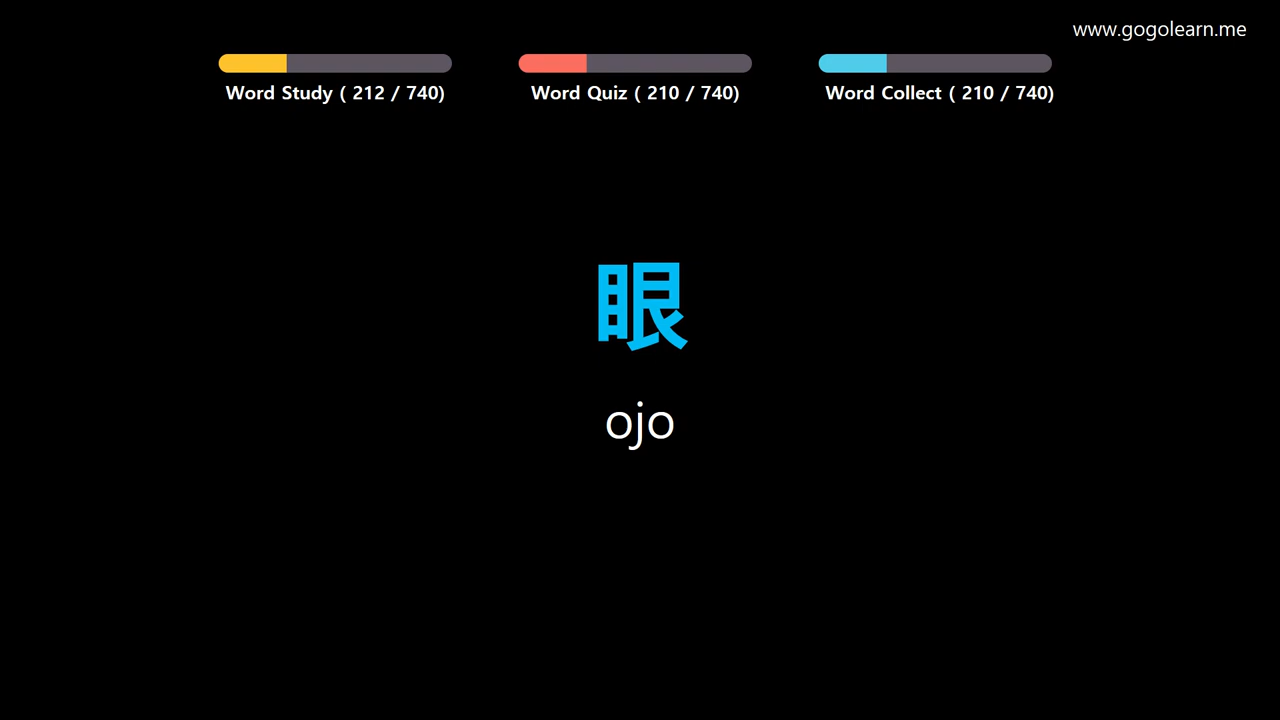 www.gogolearn.me
Word Study ( 212 / 740)
Word Quiz ( 210 / 740)
Word Collect ( 210 / 740)
眼
ojo